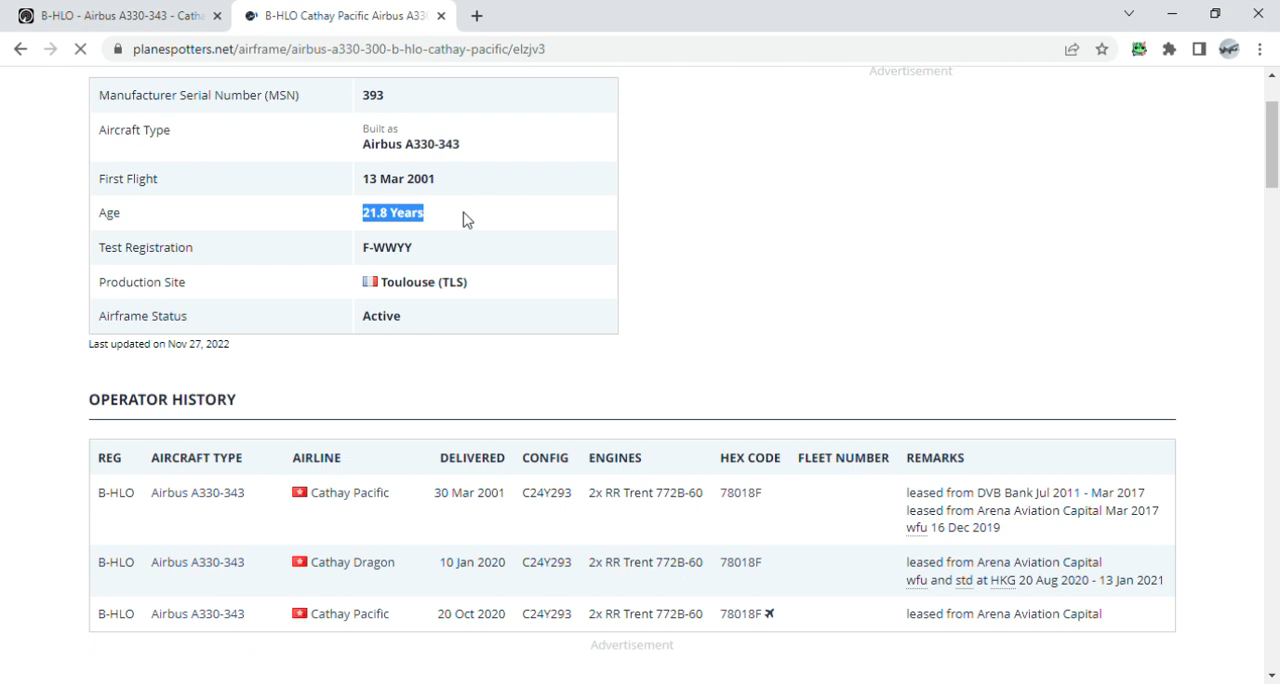 B-HLO - Airbus A330-343 - Catha
B-HLO Cathay Pacific Airbus A33
planespotters.net/airframe/airbus-a330-300-b-hlo-cathay-pacific/elzjv3
Advertisement
Manufacturer Serial Number (MSN) 393
Aircraft Type Built as
Airbus A330-343
First Flight 13 Mar 2001
Age 21.8 Years
Test Registration F-WWYY
Production Site Toulouse (TLS)
Airframe Status Active
Last updated on Nov 27, 2022
OPERATOR HISTORY
REG AIRCRAFT TYPE AIRLINE DELIVERED CONFIG ENGINES HEX CODE FLEET NUMBER REMARKS
B-HLO Airbus A330-343 Cathay Pacific 30 Mar 2001 C24Y293 2x RR Trent 772B-60 78018F leased from DVB Bank Jul 2011 - Mar 2017
leased from Arena Aviation Capital Mar 2017
wfu 16 Dec 2019
B-HLO Airbus A330-343 Cathay Dragon 10 Jan 2020 C24Y293 2x RR Trent 772B-60 78018F leased from Arena Aviation Capital
wfu and std at HKG 20 Aug 2020 - 13 Jan 2021
B-HLO Airbus A330-343 Cathay Pacific 20 Oct 2020 C24Y293 2x RR Trent 772B-60 78018F leased from Arena Aviation Capital
Advertisement